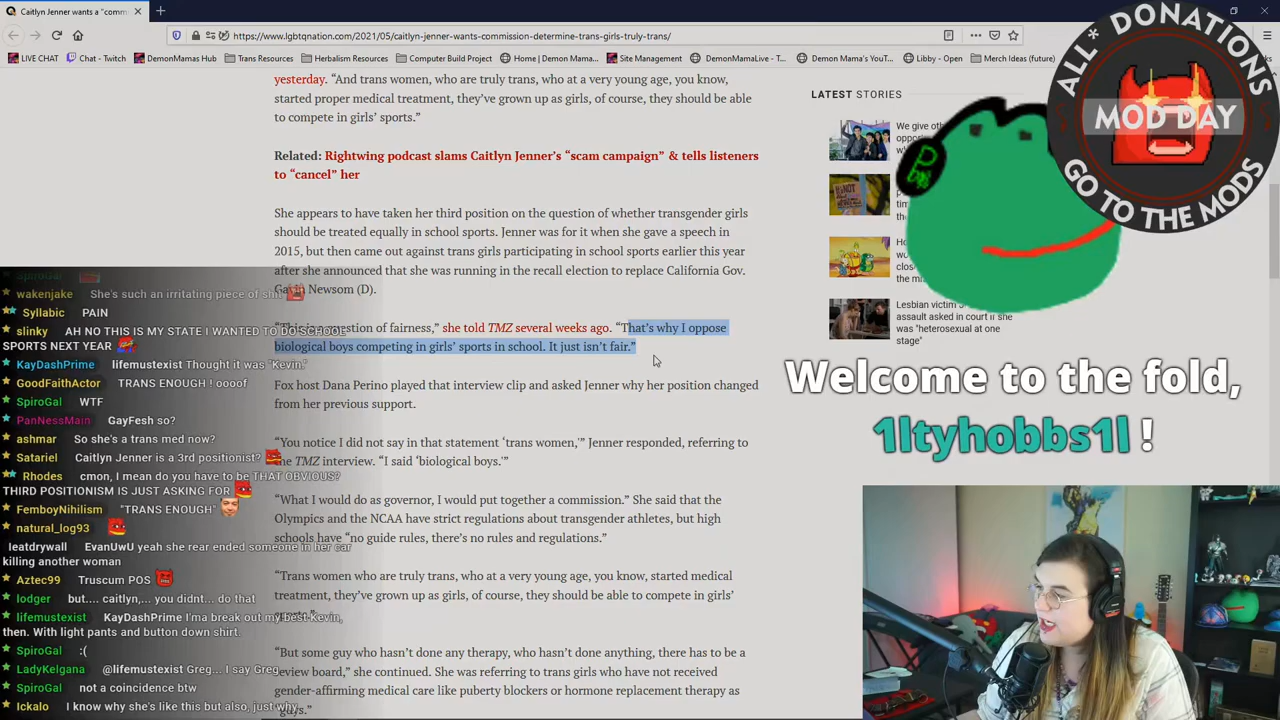 Caitlyn Jenner wants a "comm
https://www.lgbtqnation.com/2021/05/caitlyn-jenner-wants-commission-determine-trans-girls-truly-trans/
LIVE CHAT
Chat - Twitch
DemonMamas Hub
Trans Resources
Herbalism Resources
Computer Build Project
Home | Demon Mama...
Site Management
DemonMamaLive - T...
Demon Mama's YouT...
Libby - Open
Merch Ideas (Future)
yesterday. “And trans women, who are truly trans, who at a very young age, you know,
started proper medical treatment, they’ve grown up as girls, of course, they should be able
to compete in girls’ sports.”
Related: Rightwing podcast slams Caitlyn Jenner’s “scam campaign” & tells listeners
to “cancel” her
She appears to have taken her third position on the question of whether transgender girls
should be treated equally in school sports. Jenner was for it when she gave a speech in
2015, but then came out against trans girls participating in school sports earlier this year
after she announced that she was running in the recall election to replace California Gov.
Gavin Newsom (D).
question of fairness,” she told TMZ several weeks ago. “That’s why I oppose
biological boys competing in girls’ sports in school. It just isn’t fair.”
Fox host Dana Perino played that interview clip and asked Jenner why her position changed
from her previous support.
“You notice I did not say in that statement ‘trans women,’” Jenner responded, referring to
the TMZ interview. “I said ‘biological boys.’”
“What I would do as governor, I would put together a commission.” She said that the
Olympics and the NCAA have strict regulations about transgender athletes, but high
schools have “no guide rules, there’s no rules and regulations.”
“Trans women who are truly trans, who at a very young age, you know, started medical
treatment, they’ve grown up as girls, of course, they should be able to compete in girls’
sports.”
“But some guy who hasn’t done any therapy, who hasn’t done anything, there has to be a
review board,” she continued. She was referring to trans girls who have not received
gender-affirming medical care like puberty blockers or hormone replacement therapy as
“guys.”
LATEST STORIES
We give oth
oppor
Lesbian victim
assault asked in court if she
was "heterosexual at one
stage"
ALL* DONATIONS
MOD DAY
GO TO THE MODS
Welcome to the fold,
1ltyhobbs1l !
SpiroGal
wakenjake She's such an irritating piece of shit
Syllabic PAIN
slinky AH NO THIS IS MY STATE I WANTED TO DO SCHOOL
SPORTS NEXT YEAR
KayDashPrime lifemustexist Thought it was "Kevin."
GoodFaithActor TRANS ENOUGH ! oooof
SpiroGal WTF
PanNessMain GayFesh so?
ashmar So she's a trans med now?
Satariel Caitlyn Jenner is a 3rd positionist?
Rhodes cmon, I mean do you have to be THAT OBVIOUS?
THIRD POSITIONISM IS JUST ASKING FOR
FemboyNihilism "TRANS ENOUGH"
natural_log93
leatdrywall EvanUwU yeah she rear ended someone in her car
killing another woman
Aztec99 Truscum POS
lodger but.... caitlyn,... you didnt... do that
lifemustexist KayDashPrime I'ma break out my best Kevin,
then. With light pants and button down shirt.
SpiroGal :(
LadyKelgana @lifemustexist Greg... I say Greg
SpiroGal not a coincidence btw
Ickalo I know why she's like this but also, just why